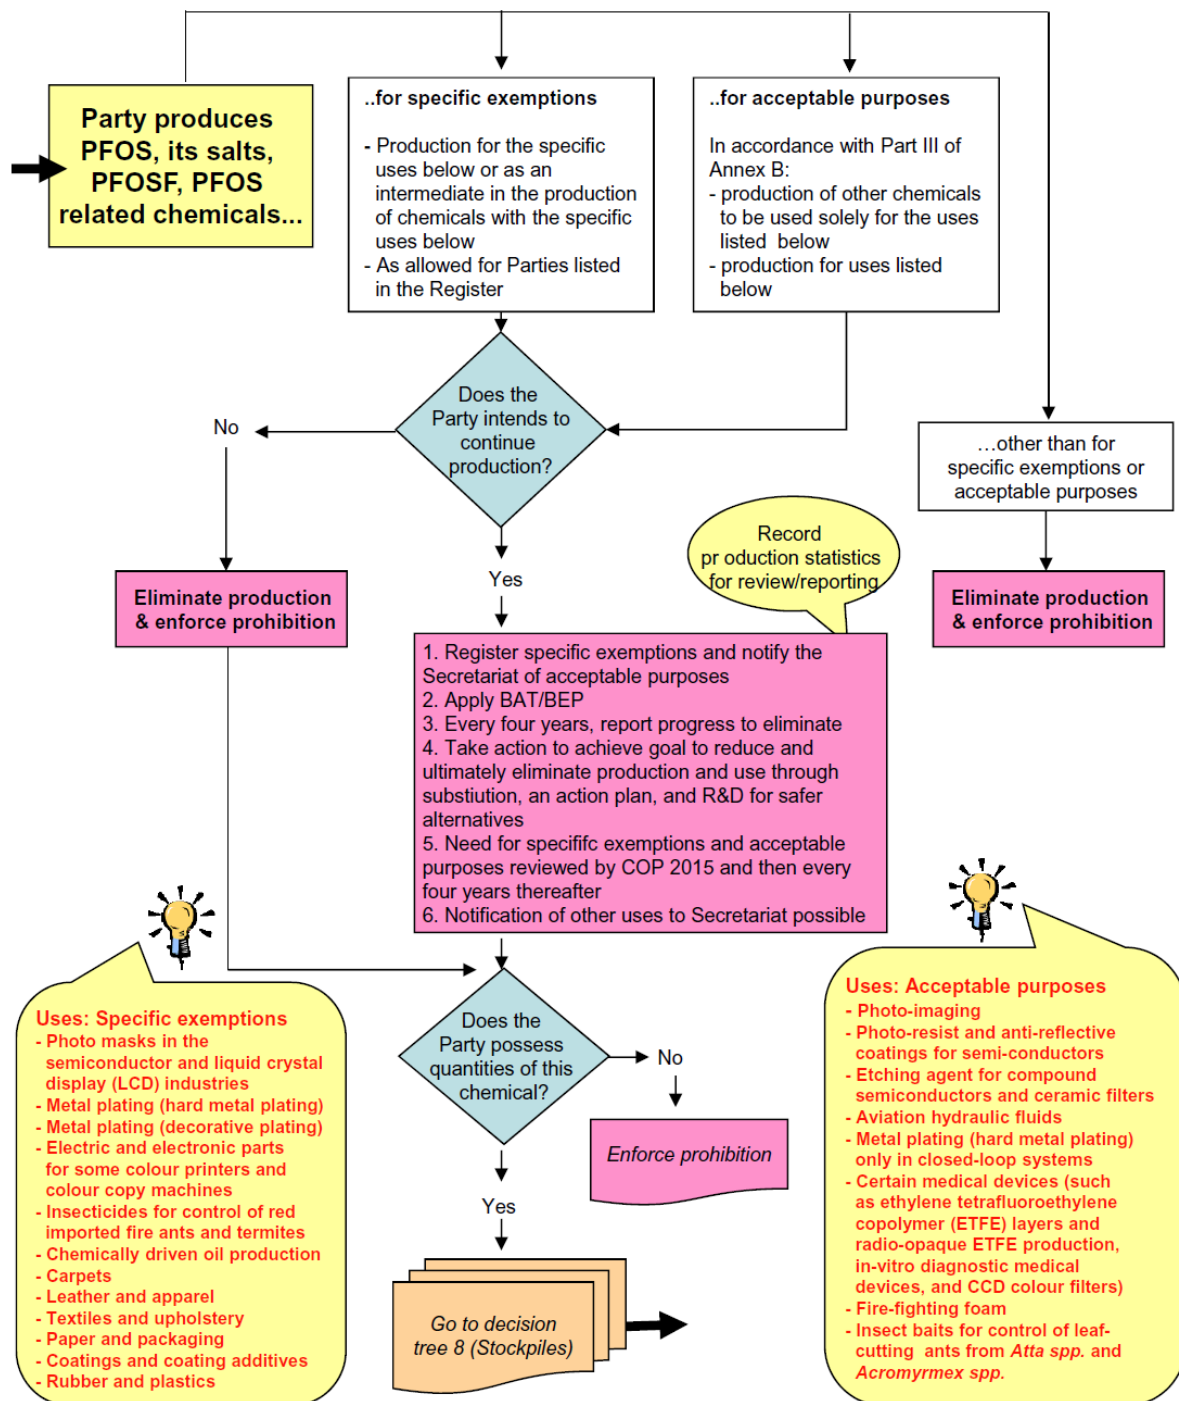 Party produces
PFOS, its salts,
PFOSF, PFOS
related chemicals...
..for specific exemptions
- Production for the specific
uses below or as an
intermediate in the production
of chemicals with the specific
uses below
- As allowed for Parties listed
in the Register
..for acceptable purposes
In accordance with Part III of
Annex B:
- production of other chemicals
to be used solely for the uses
listed below
- production for uses listed
below
Does the
Party intends to
continue
production?
No
...other than for
specific exemptions or
acceptable purposes
Record
pr oduction statistics
for review/reporting
Yes
Eliminate production
& enforce prohibition
Eliminate production
& enforce prohibition
1. Register specific exemptions and notify the
Secretariat of acceptable purposes
2. Apply BAT/BEP
3. Every four years, report progress to eliminate
4. Take action to achieve goal to reduce and
ultimately eliminate production and use through
substiution, an action plan, and R&D for safer
alternatives
5. Need for specififc exemptions and acceptable
purposes reviewed by COP 2015 and then every
four years thereafter
6. Notification of other uses to Secretariat possible
Uses: Specific exemptions
- Photo masks in the
semiconductor and liquid crystal
display (LCD) industries
- Metal plating (hard metal plating)
- Metal plating (decorative plating)
- Electric and electronic parts
for some colour printers and
colour copy machines
- Insecticides for control of red
imported fire ants and termites
- Chemically driven oil production
- Carpets
- Leather and apparel
- Textiles and upholstery
- Paper and packaging
- Coatings and coating additives
- Rubber and plastics
Does the
Party possess
quantities of this
chemical?
No
Enforce prohibition
Yes
Go to decision
tree 8 (Stockpiles)
Uses: Acceptable purposes
- Photo-imaging
- Photo-resist and anti-reflective
coatings for semi-conductors
- Etching agent for compound
semiconductors and ceramic filters
- Aviation hydraulic fluids
- Metal plating (hard metal plating)
only in closed-loop systems
- Certain medical devices (such
as ethylene tetrafluoroethylene
copolymer (ETFE) layers and
radio-opaque ETFE production,
in-vitro diagnostic medical
devices, and CCD colour filters)
- Fire-fighting foam
- Insect baits for control of leaf-
cutting ants from Atta spp. and
Acromyrmex spp.